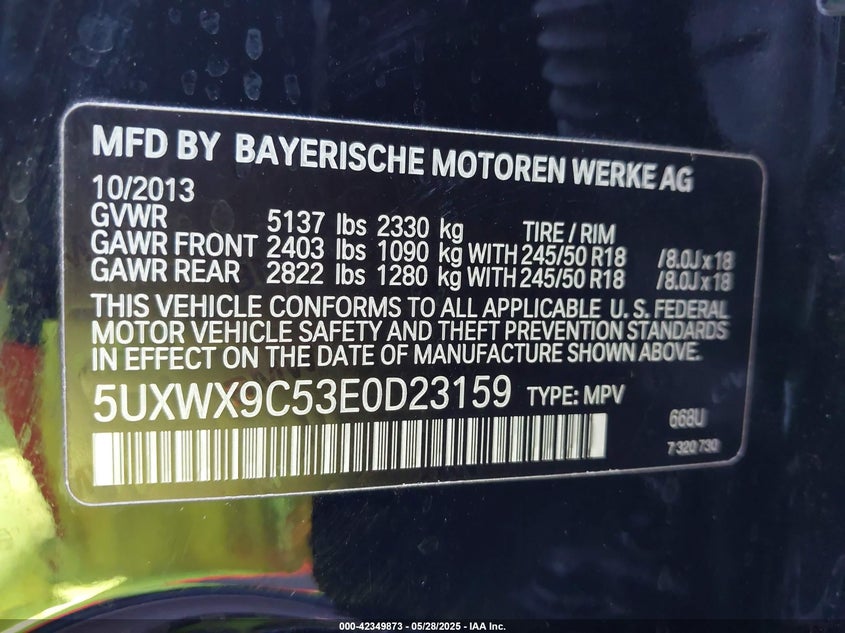 MFD BY BAYERISCHE MOTOREN WERKE AG
10/2013
GVWR 5137 lbs 2330 kg TIRE / RIM
GAWR FRONT 2403 lbs 1090 kg WITH 245/50 R18 /8.0J x 18
GAWR REAR 2822 lbs 1280 kg WITH 245/50 R18 /8.0J x 18
THIS VEHICLE CONFORMS TO ALL APPLICABLE U. S. FEDERAL
MOTOR VEHICLE SAFETY AND THEFT PREVENTION STANDARDS
IN EFFECT ON THE DATE OF MANUFACTURE SHOWN ABOVE.
5UXWX9C53E0D23159 TYPE: MPV
668U
7 320 730
000-42349873 — 05/28/2025 — IAA Inc.